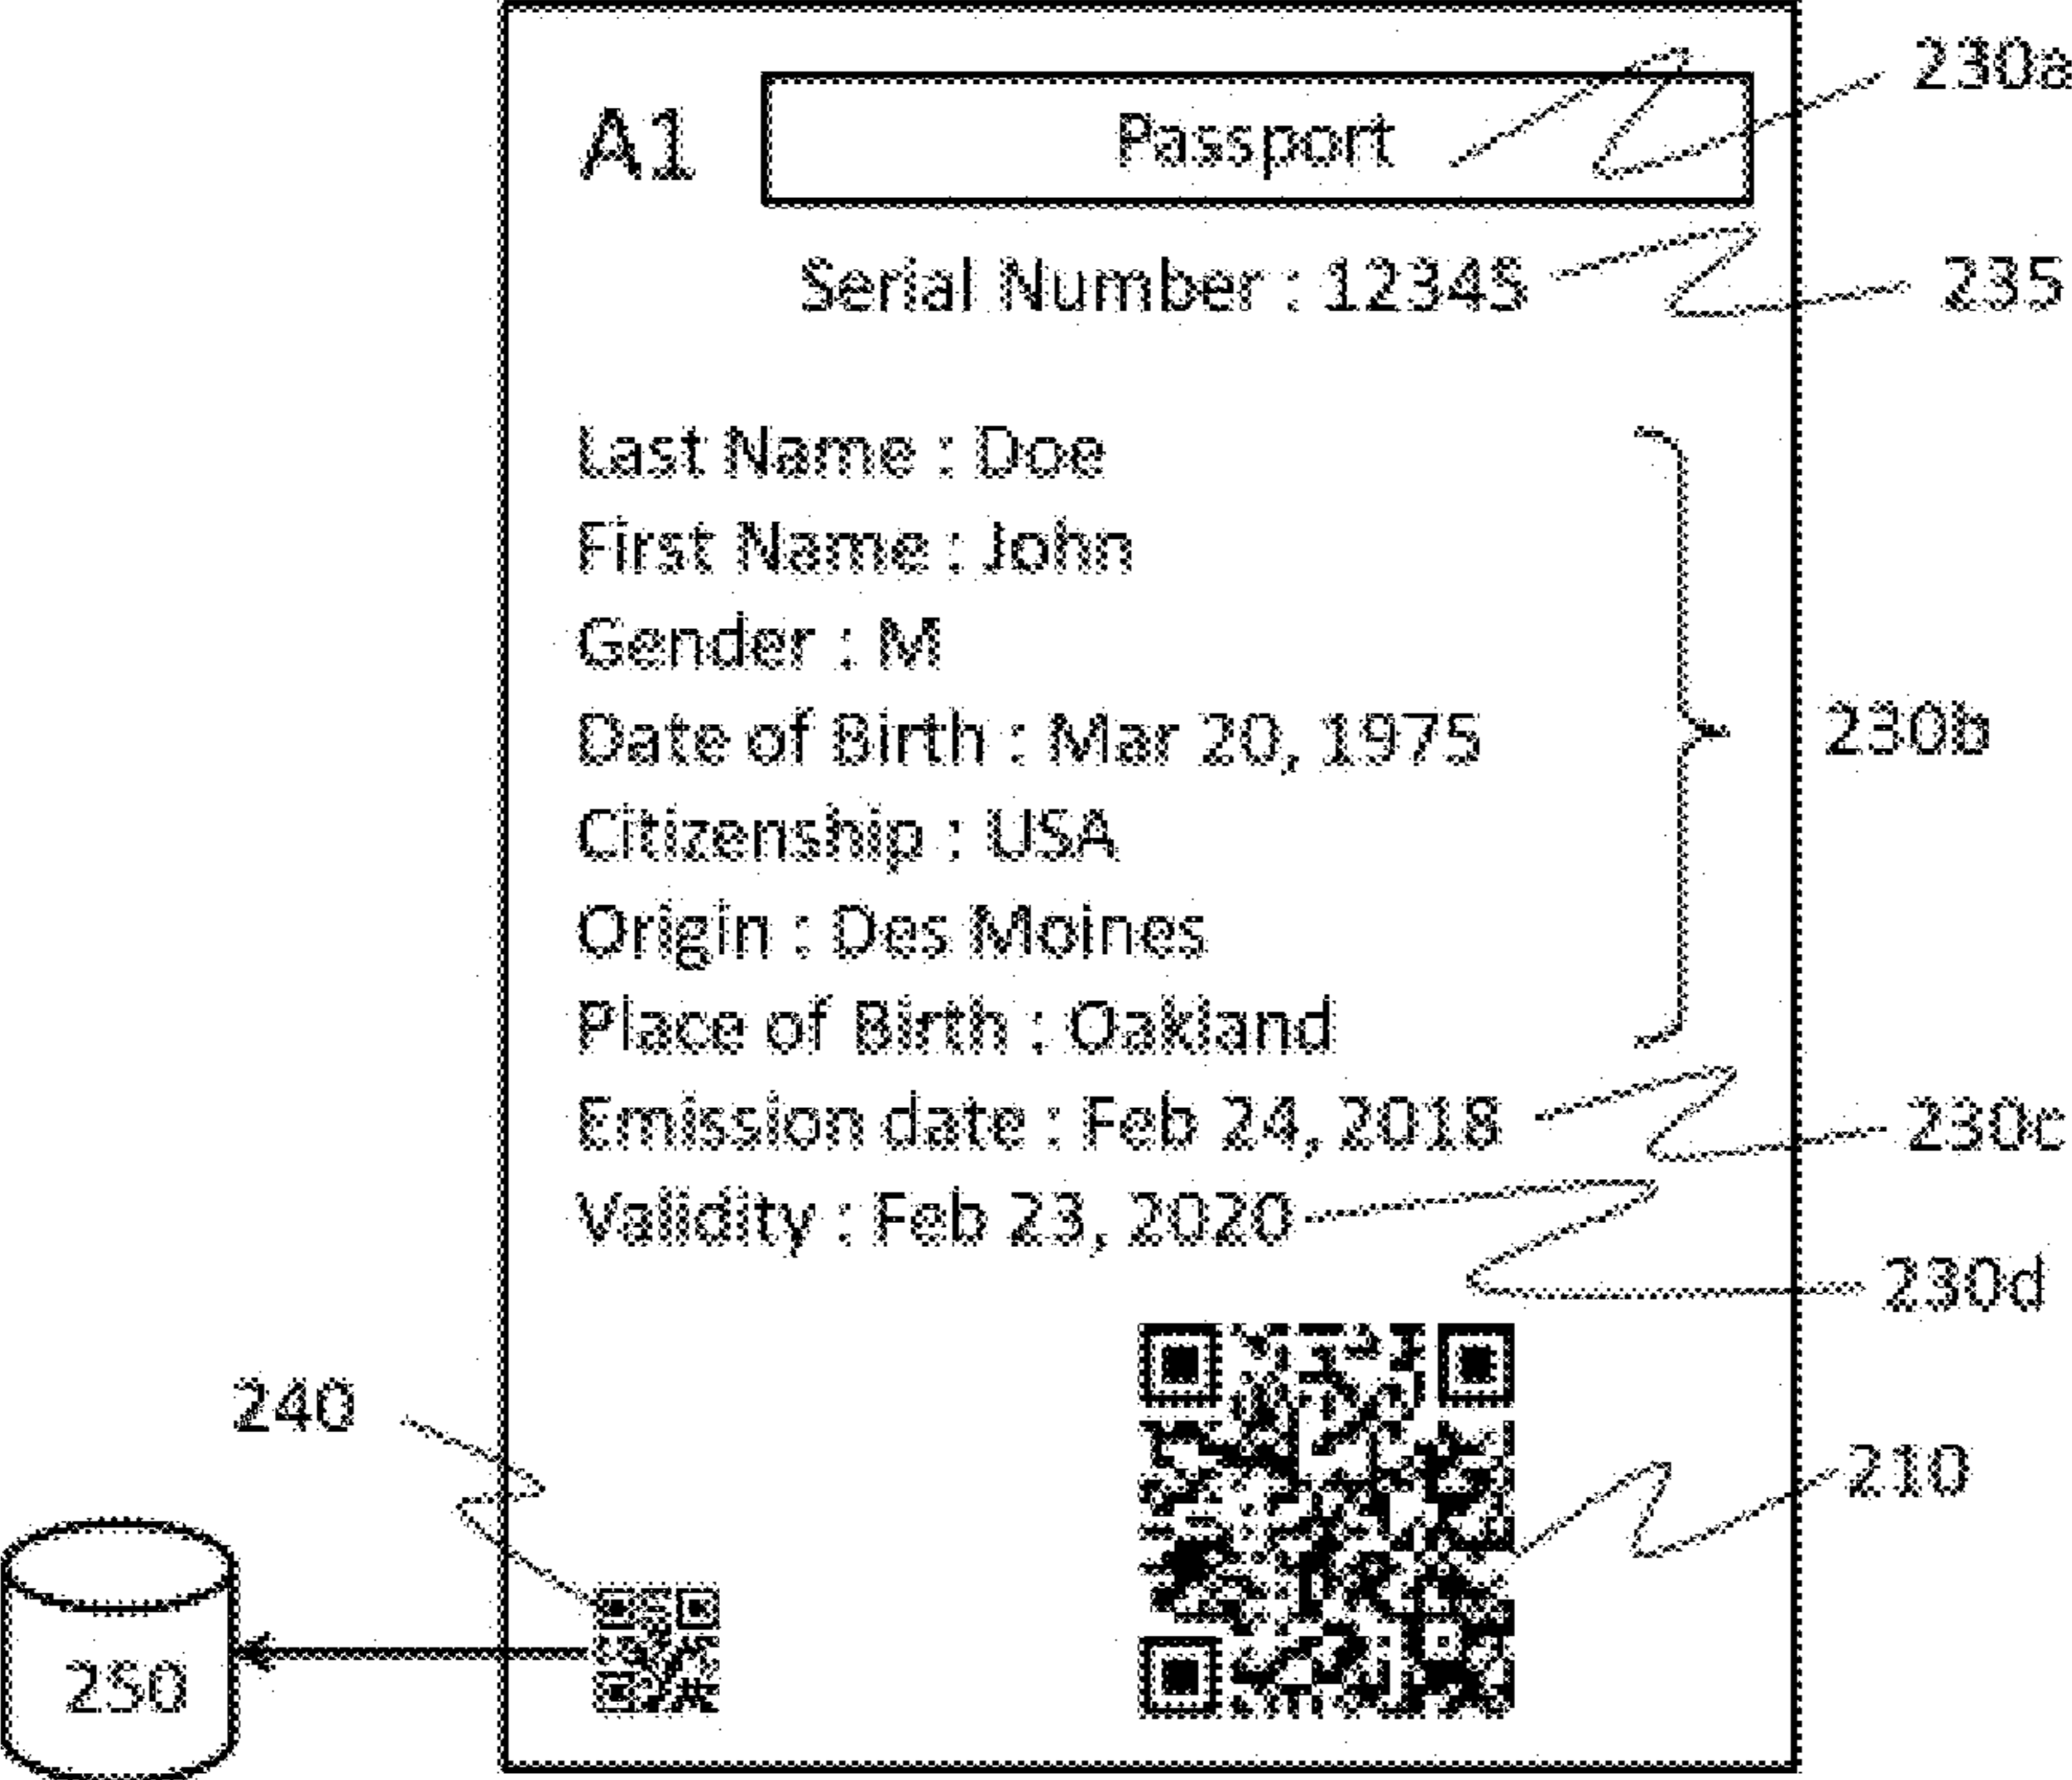 A1 Passport 230a
Serial Number : 12345 235
Last Name : Doe
First Name : John
Gender : M
Date of Birth : Mar 20, 1975 230b
Citizenship : USA
Origin : Des Moines
Place of Birth : Oakland
Emission date : Feb 24, 2018 230c
Validity : Feb 23, 2020
230d
240
210
250